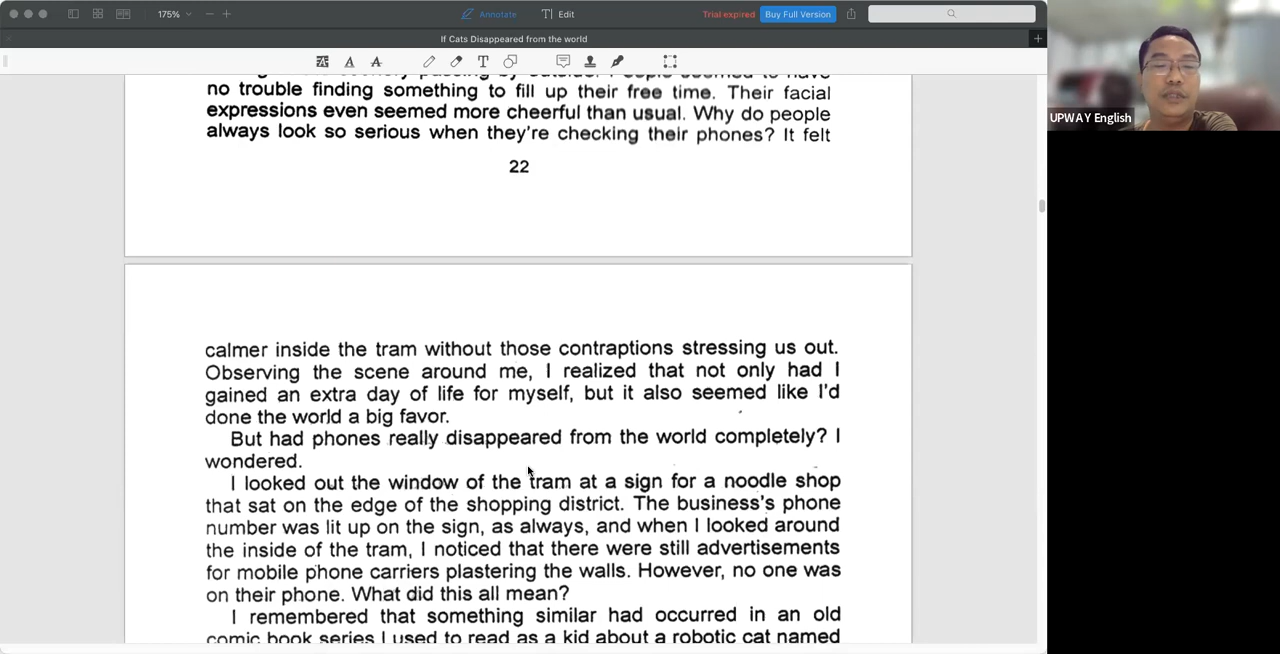 175%
Annotate
Edit
Trial expired
Buy Full Version
If Cats Disappeared from the world
no trouble finding something to fill up their free time. Their facial
expressions even seemed more cheerful than usual. Why do people
always look so serious when they're checking their phones? It felt
22
calmer inside the tram without those contraptions stressing us out.
Observing the scene around me, I realized that not only had I
gained an extra day of life for myself, but it also seemed like I'd
done the world a big favor.
But had phones really disappeared from the world completely? I
wondered.
I looked out the window of the tram at a sign for a noodle shop
that sat on the edge of the shopping district. The business's phone
number was lit up on the sign, as always, and when I looked around
the inside of the tram, I noticed that there were still advertisements
for mobile phone carriers plastering the walls. However, no one was
on their phone. What did this all mean?
I remembered that something similar had occurred in an old
comic book series I used to read as a kid about a robotic cat named
UPWAY English